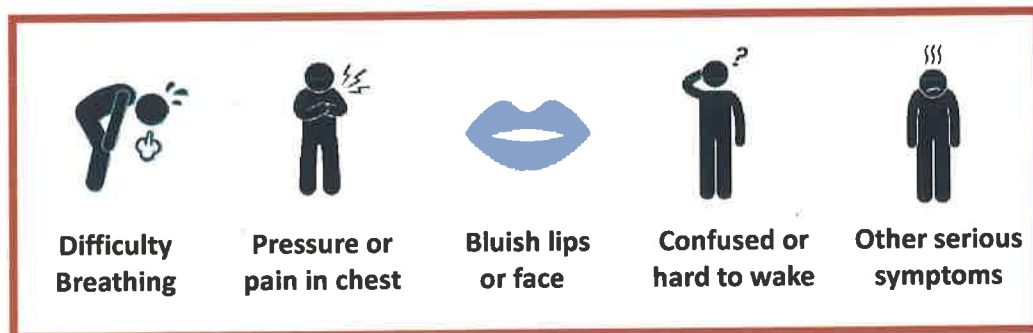 ?
Difficulty
Breathing
Pressure or
pain in chest
Bluish lips
or face
Confused or
hard to wake
Other serious
symptoms